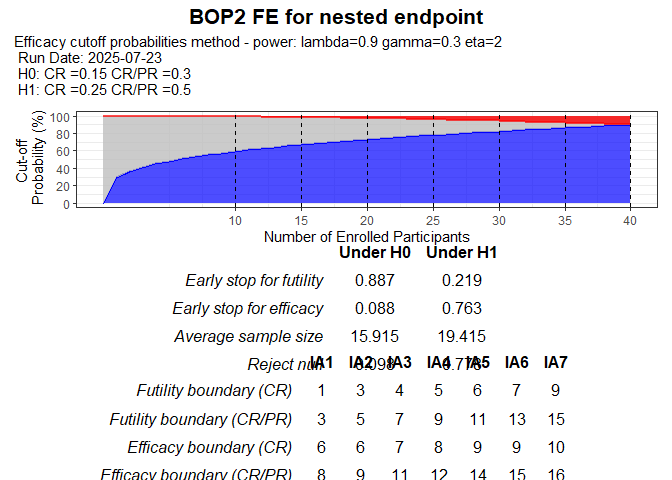 BOP2 FE for nested endpoint
Efficacy cutoff probabilities method - power: lambda=0.9 gamma=0.3 eta=2
Run Date: 2025-07-23
H0: CR =0.15 CR/PR =0.3
H1: CR =0.25 CR/PR =0.5
Cut-off
Probability (%)
100
80
60
40
20
0
10 15 20 25 30 35 40
Number of Enrolled Participants
Under H0 Under H1
Early stop for futility 0.887 0.219
Early stop for efficacy 0.088 0.763
Average sample size 15.915 19.415
Reject null 0.098
IA1 IA2 IA3 IA4 IA5 IA6 IA7
Futility boundary (CR) 1 3 4 5 6 7 9
Futility boundary (CR/PR) 3 5 7 9 11 13 15
Efficacy boundary (CR) 6 6 7 8 9 9 10
Efficacy boundary (CR/PR) 8 9 11 12 14 15 16